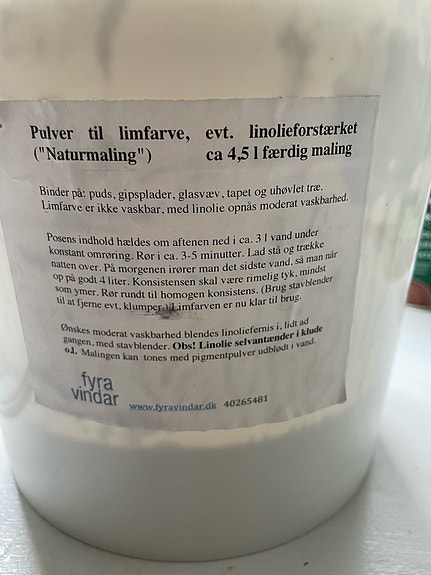 Pulver til limfarve, evt. linolieforstærket
("Naturmaling") ca 4,5 l færdig maling
Binder på: puds, gipsplader, glasvæv, tapet og uhøvlet træ.
Limfarve er ikke vaskbar, med linolie opnås moderat vaskbarhed.
Posens indhold hældes om aftenen ned i ca. 3 l vand under
konstant omrøring. Rør i ca. 3-5 minutter. Lad stå og trække
natten over. På morgenen irører man det sidste vand, så man når
op på godt 4 liter. Konsistensen skal være rimelig tyk, mindst
som ymer. Rør rundt til homogen konsistens. (Brug stavblender
til at fjerne evt. klumper.) Limfarven er nu klar til brug.
Ønskes moderat vaskbarhed blendes linoliefernis i, lidt ad
gangen, med stavblender. Obs! Linolie selvantænder i klude
o.l. Malingen kan tones med pigmentpulver udblødt i vand.
fyra
vindar
www.fyravindar.dk 40265481